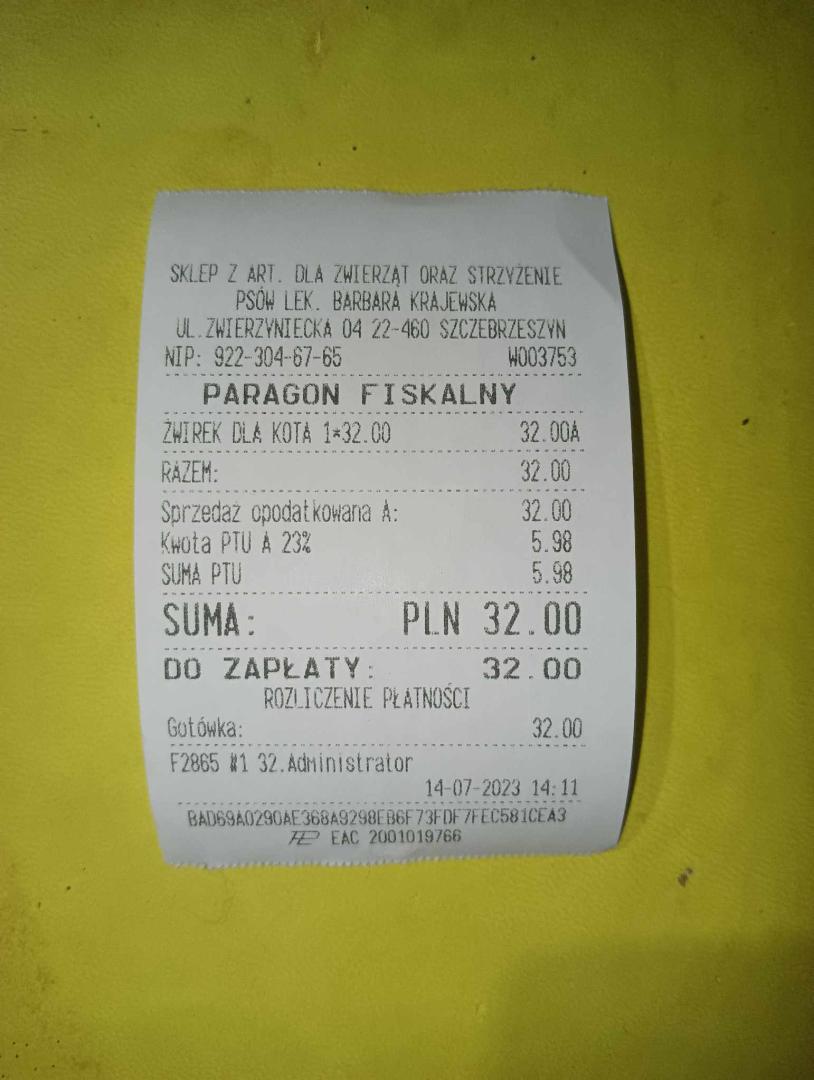 SKLEP Z ART. DLA ZWIERZĄT ORAZ STRZYŻENIE
PSÓW LEK. BARBARA KRAJEWSKA
UL.ZWIERZYNIECKA 04 22-460 SZCZEBRZESZYN
NIP: 922-304-67-65 W003753
PARAGON FISKALNY
ŻWIREK DLA KOTA 1*32.00 32.00A
RAZEM: 32.00
Sprzedaż opodatkowana A: 32.00
Kwota PTU A 23% 5.98
SUMA PTU 5.98
SUMA: PLN 32.00
DO ZAPŁATY: 32.00
ROZLICZENIE PŁATNOŚCI
Gotówka: 32.00
F2865 #1 32.Administrator
14-07-2023 14:11
BAD69A0290AE368A9298EB6F73FDF7FEC581CEA3
EAC 2001019766